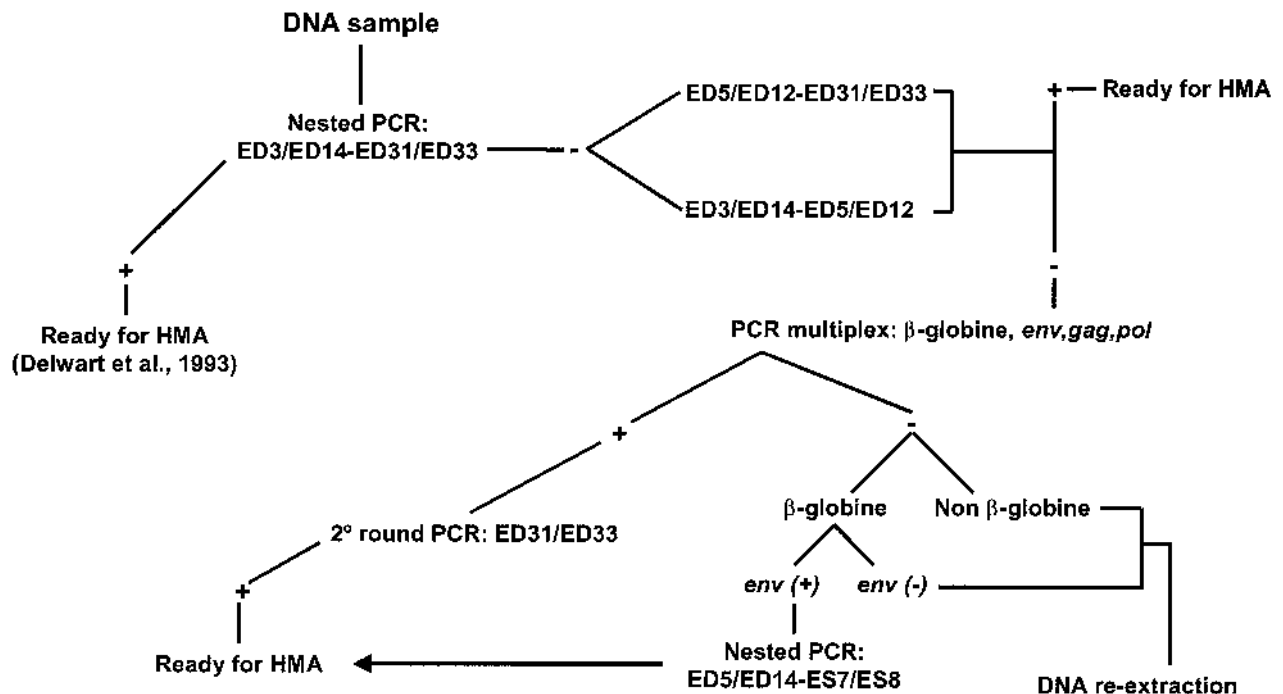 DNA sample
Nested PCR:
ED3/ED14-ED31/ED33
-
ED5/ED12-ED31/ED33
ED3/ED14-ED5/ED12
+
Ready for HMA
-
+
Ready for HMA
(Delwart et al., 1993)
PCR multiplex: β-globine, env,gag,pol
+
-
2º round PCR: ED31/ED33
β-globine
Non β-globine
+
env (+)
env (-)
Ready for HMA
Nested PCR:
ED5/ED14-ES7/ES8
DNA re-extraction